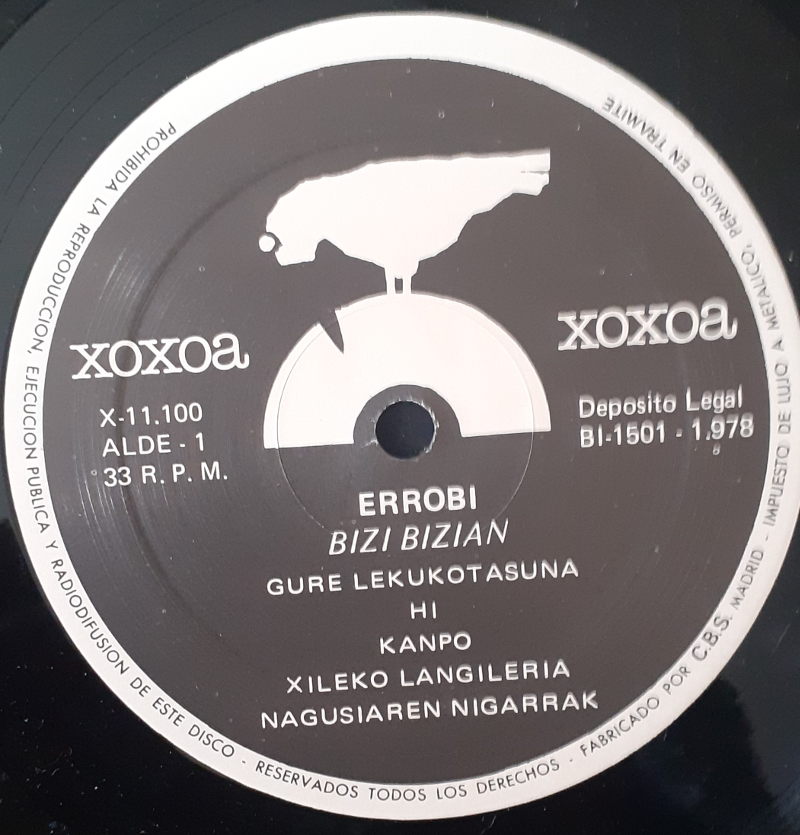 xoxoa
X-11.100
ALDE - 1
33 R. P. M.
xoxoa
Deposito Legal
BI-1501 - 1.978
ERROBI
BIZI BIZIAN
GURE LEKUKOTASUNA
HI
KANPO
XILEKO LANGILERIA
NAGUSIAREN NIGARRAK
PROHIBIDA LA REPRODUCCION, EJECUCION PUBLICA Y RADIODIFUSION DE ESTE DISCO - RESERVADOS TODOS LOS DERECHOS - FABRICADO POR C.B.S. MADRID - IMPUESTO DE LUJO A METALICO, PERMISO EN TRAMITE